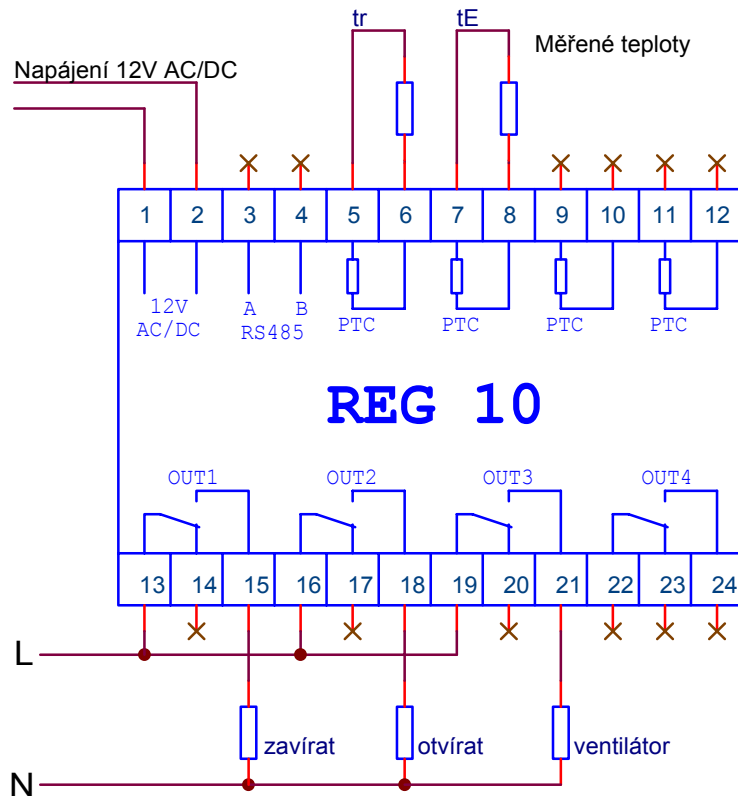 tr tE
Měřené teploty
Napájení 12V AC/DC
1 2 3 4 5 6 7 8 9 10 11 12
12V
AC/DC
A B
RS485
PTC PTC PTC PTC
REG 10
OUT1 OUT2 OUT3 OUT4
13 14 15 16 17 18 19 20 21 22 23 24
L
zavírat otvírat ventilátor
N